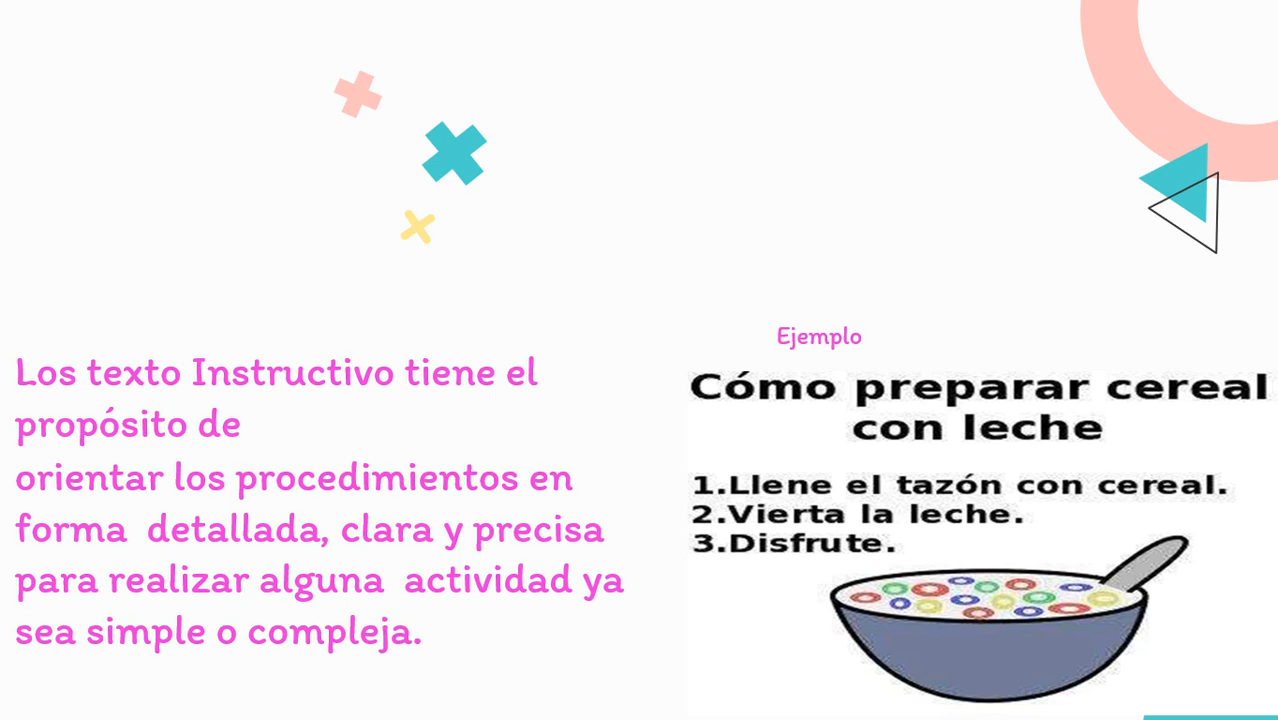 Los texto Instructivo tiene el
propósito de
orientar los procedimientos en
forma detallada, clara y precisa
para realizar alguna actividad ya
sea simple o compleja.
Ejemplo
Cómo preparar cereal
con leche
1.Llene el tazón con cereal.
2.Vierta la leche.
3.Disfrute.